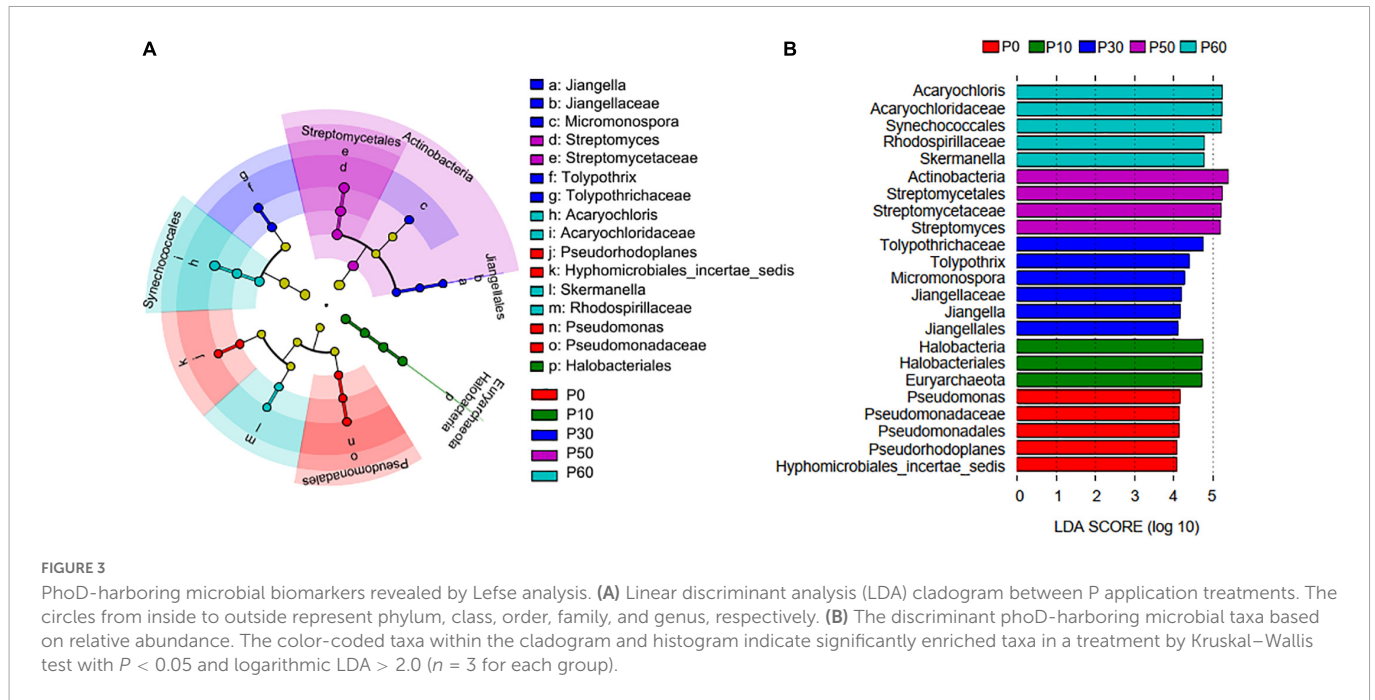 A
Streptomycetales
Actinobacteria
e
d
g
f
c
Synechococcales
i
h
b
a
Jiangellales
k
j
m
l
n
o
Pseudomonadales
p
Halobacteria
Euryarchaeota
a: Jiangella
b: Jiangellaceae
c: Micromonospora
d: Streptomyces
e: Streptomycetaceae
f: Tolypothrix
g: Tolypothrichaceae
h: Acaryochloris
i: Acaryochloridaceae
j: Pseudorhodoplanes
k: Hyphomicrobiales_incertae_sedis
l: Skermanella
m: Rhodospirillaceae
n: Pseudomonas
o: Pseudomonadaceae
p: Halobacteriales
P0
P10
P30
P50
P60
B
P0 P10 P30 P50 P60
Acaryochloris
Acaryochloridaceae
Synechococcales
Rhodospirillaceae
Skermanella
Actinobacteria
Streptomycetales
Streptomycetaceae
Streptomyces
Tolypothrichaceae
Tolypothrix
Micromonospora
Jiangellaceae
Jiangella
Jiangellales
Halobacteria
Halobacteriales
Euryarchaeota
Pseudomonas
Pseudomonadaceae
Pseudomonadales
Pseudorhodoplanes
Hyphomicrobiales_incertae_sedis
0 1 2 3 4 5
LDA SCORE (log 10)
FIGURE 3
PhoD-harboring microbial biomarkers revealed by Lefse analysis. (A) Linear discriminant analysis (LDA) cladogram between P application treatments. The
circles from inside to outside represent phylum, class, order, family, and genus, respectively. (B) The discriminant phoD-harboring microbial taxa based
on relative abundance. The color-coded taxa within the cladogram and histogram indicate significantly enriched taxa in a treatment by Kruskal–Wallis
test with P < 0.05 and logarithmic LDA > 2.0 (n = 3 for each group).